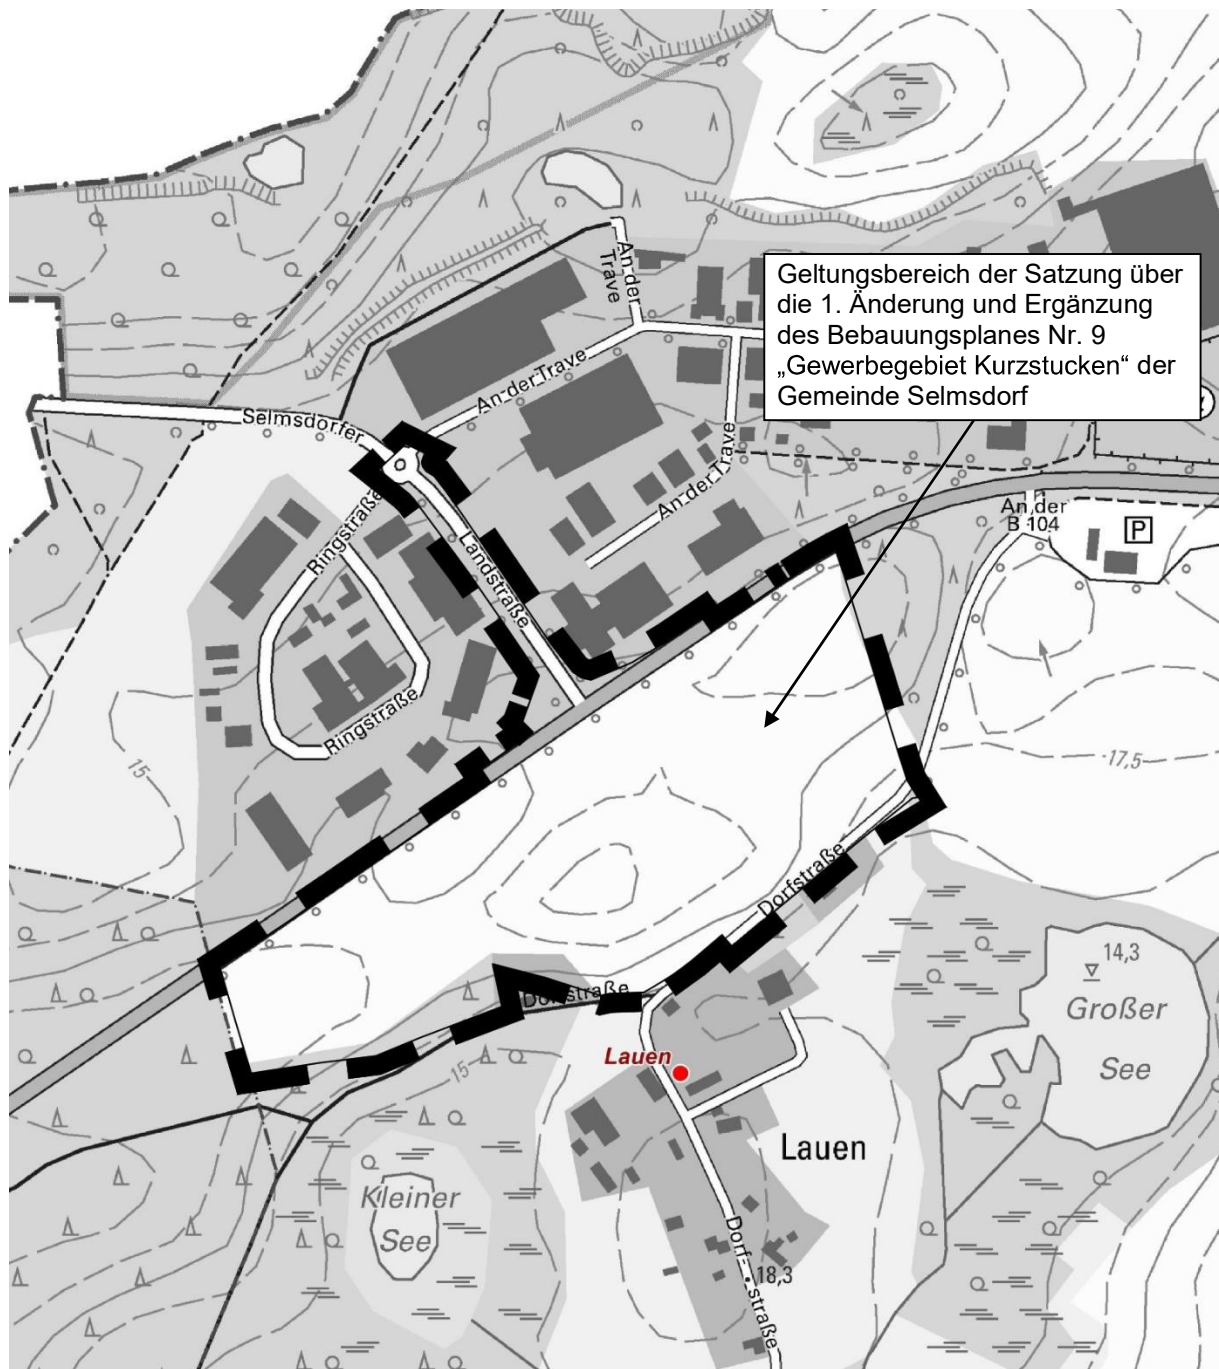 An der
Trave
Geltungsbereich der Satzung über
die 1. Änderung und Ergänzung
des Bebauungsplanes Nr. 9
„Gewerbegebiet Kurzstucken“ der
Gemeinde Selmsdorf
An der Trave
Selmsdorfer
An der Trave
Ringstraße
Landstraße
An der
B 104
P
Ringstraße
15
17,5
Dorfstraße
14,3
Dorfstraße
Großer
See
Lauen
15
Lauen
Kleiner
See
Dorf-
18,3
straße